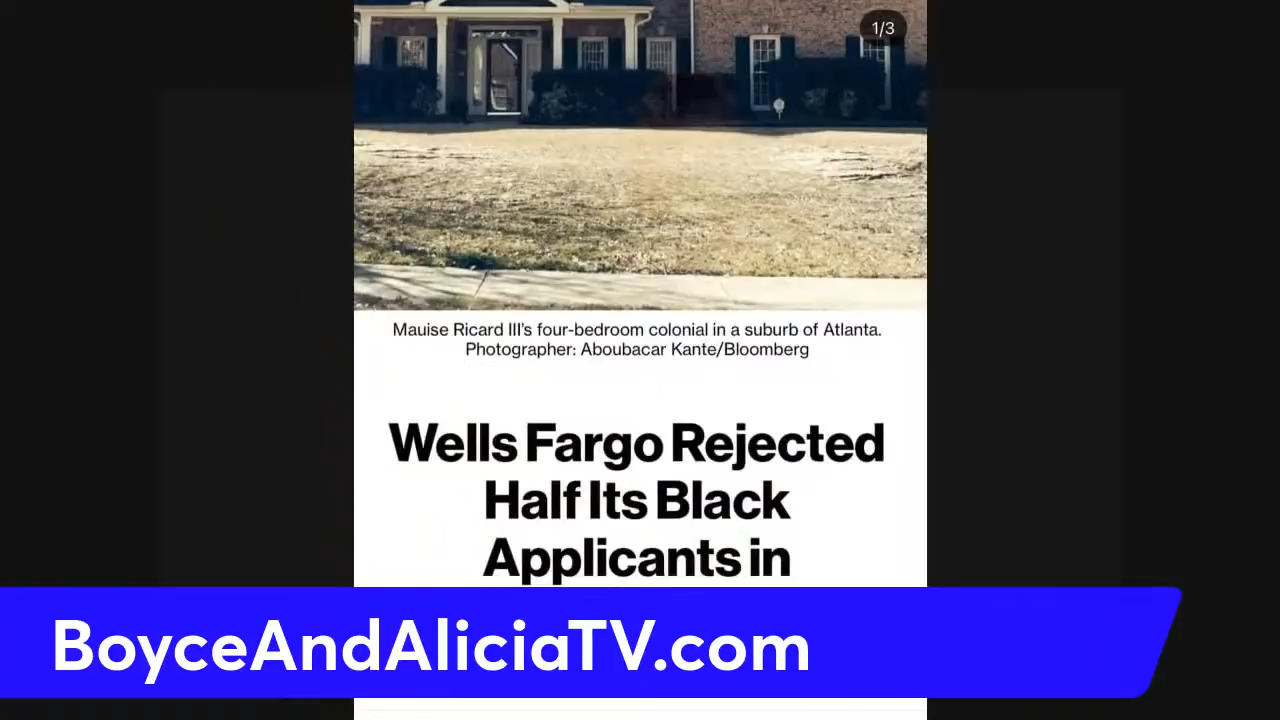 1/3
Mauise Ricard III's four-bedroom colonial in a suburb of Atlanta.
Photographer: Aboubacar Kante/Bloomberg
Wells Fargo Rejected
Half Its Black
Applicants in
BoyceAndAliciaTV.com